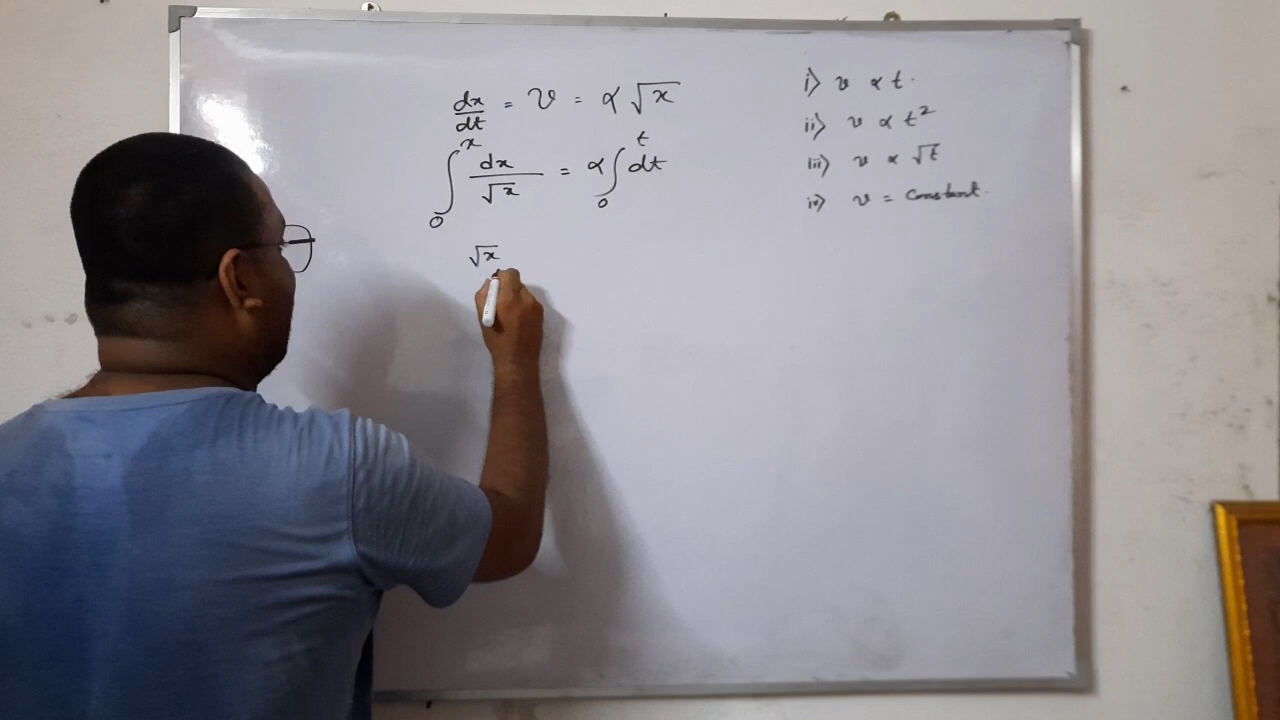 dx/dt = v = α √x
∫₀ˣ dx/√x = α ∫₀ᵗ dt
√x
i) v α t.
ii) v α t²
iii) v α √t
iv) v = Constant.